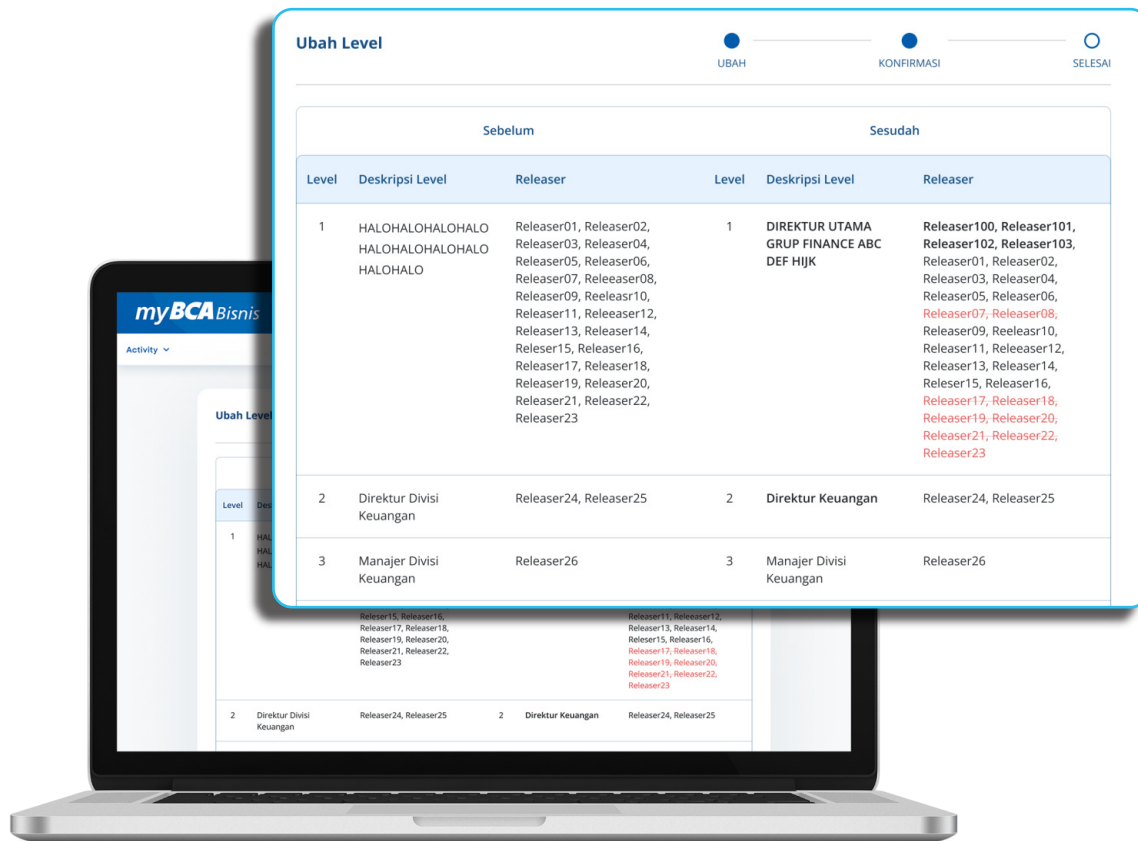 Ubah Level
UBAH
KONFIRMASI
SELESAI
Sebelum
Sesudah
Level Deskripsi Level Releaser Level Deskripsi Level Releaser
1
HALOHALOHALOHALO
HALOHALOHALOHALO
HALOHALO
Releaser01, Releaser02,
Releaser03, Releaser04,
Releaser05, Releaser06,
Releaser07, Releeaser08,
Releaser09, Reeleasr10,
Releaser11, Releeaser12,
Releaser13, Releaser14,
Releser15, Releaser16,
Releaser17, Releaser18,
Releaser19, Releaser20,
Releaser21, Releaser22,
Releaser23
1
DIREKTUR UTAMA
GRUP FINANCE ABC
DEF HIJK
Releaser100, Releaser101,
Releaser102, Releaser103,
Releaser01, Releaser02,
Releaser03, Releaser04,
Releaser05, Releaser06,
Releaser07, Releaser08,
Releaser09, Reeleasr10,
Releaser11, Releeaser12,
Releaser13, Releaser14,
Releser15, Releaser16,
Releaser17, Releaser18,
Releaser19, Releaser20,
Releaser21, Releaser22,
Releaser23
2
Direktur Divisi
Keuangan
Releaser24, Releaser25
2
Direktur Keuangan
Releaser24, Releaser25
3
Manajer Divisi
Keuangan
Releaser26
3
Manajer Divisi
Keuangan
Releaser26
myBCA Bisnis
Activity
Ubah Level
Level
1
Releser15, Releaser16,
Releaser17, Releaser18,
Releaser19, Releaser20,
Releaser21, Releaser22,
Releaser23
Releaser11, Releeaser12,
Releaser13, Releaser14,
Releser15, Releaser16,
Releaser17, Releaser18,
Releaser19, Releaser20,
Releaser21, Releaser22,
Releaser23
2
Direktur Divisi
Keuangan
Releaser24, Releaser25
2
Direktur Keuangan
Releaser24, Releaser25